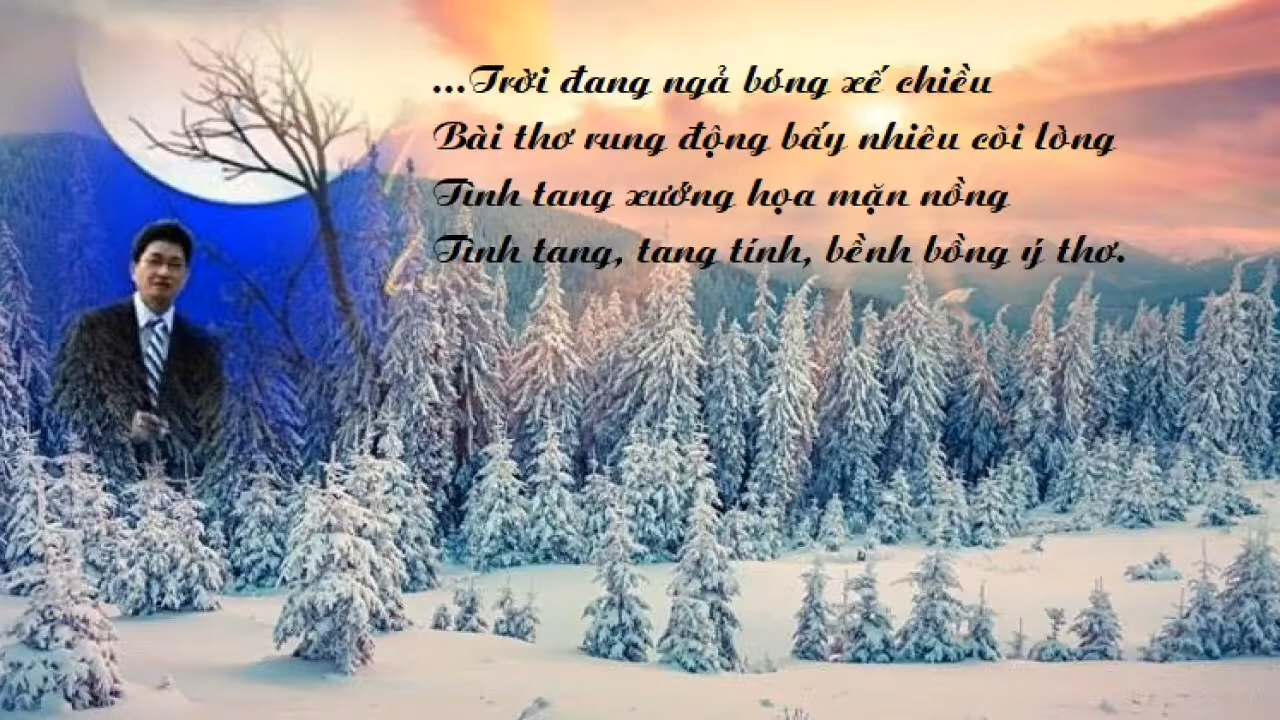 ...Trời đang ngả bóng xế chiều
Bài thơ rung động bấy nhiêu cõi lòng
Tình tang xướng họa mặn nồng
Tình tang, tang tính, bềnh bồng ý thơ.